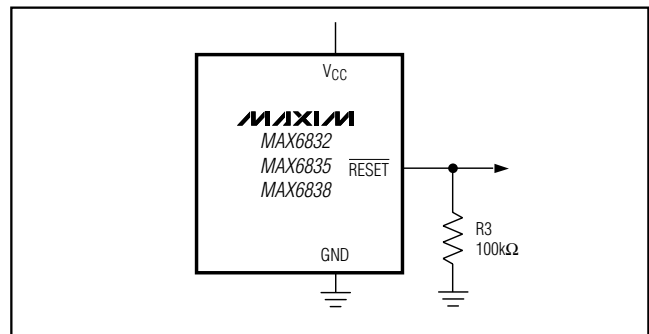 VCC
MAXIM
MAX6832
MAX6835
MAX6838
RESET
R3
100kΩ
GND